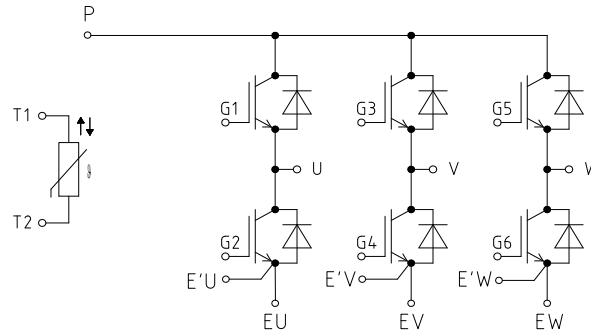 P
T1 G1 G3 G5
U V
T2 G2 G4 G6
E'U E'V E'W
EU EV EW